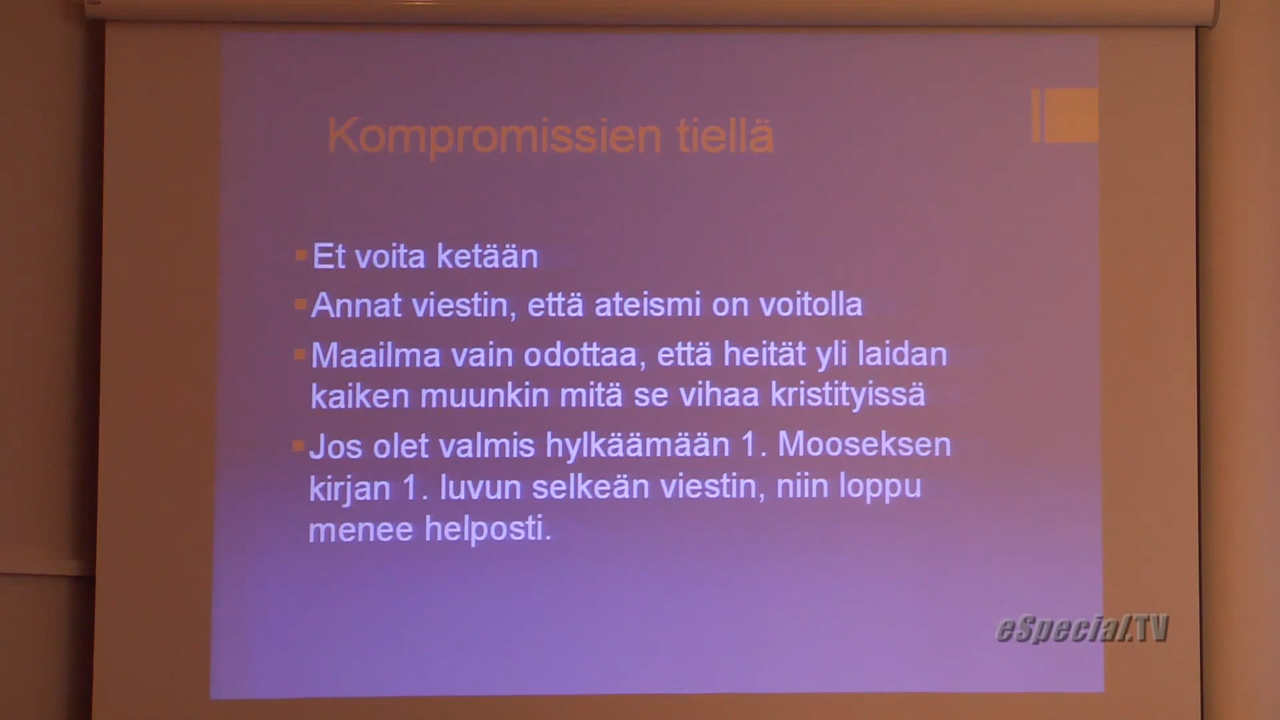 Kompromissien tiellä
Et voita ketään
Annat viestin, että ateismi on voitolla
Maailma vain odottaa, että heität yli laidan
kaiken muunkin mitä se vihaa kristityissä
Jos olet valmis hylkäämään 1. Mooseksen
kirjan 1. luvun selkeän viestin, niin loppu
menee helposti.
eSpecial.TV